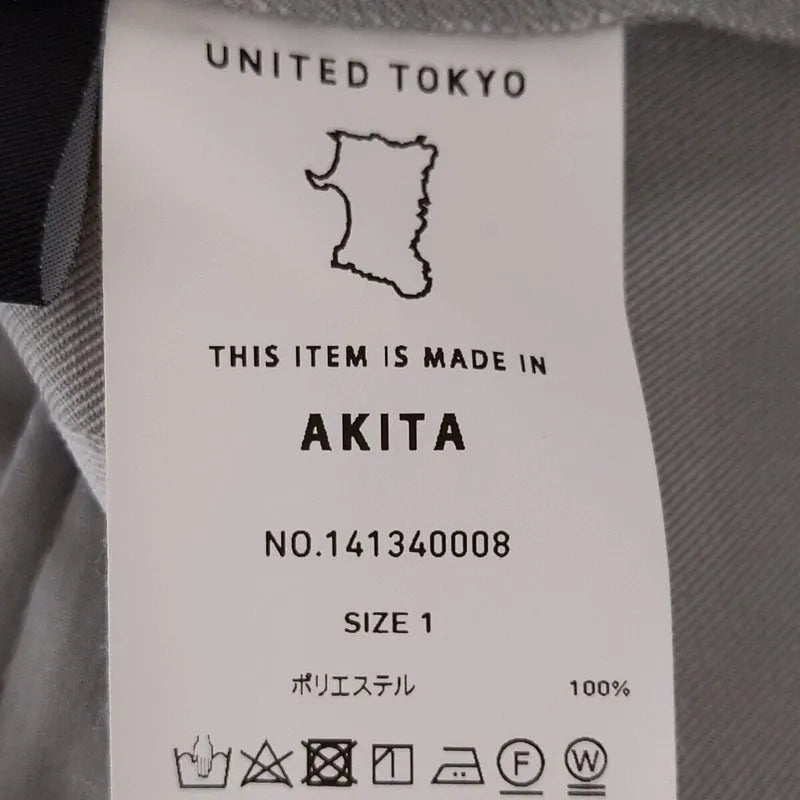 UNITED TOKYO
THIS ITEM IS MADE IN
AKITA
NO.141340008
SIZE 1
ポリエステル 100%
F W